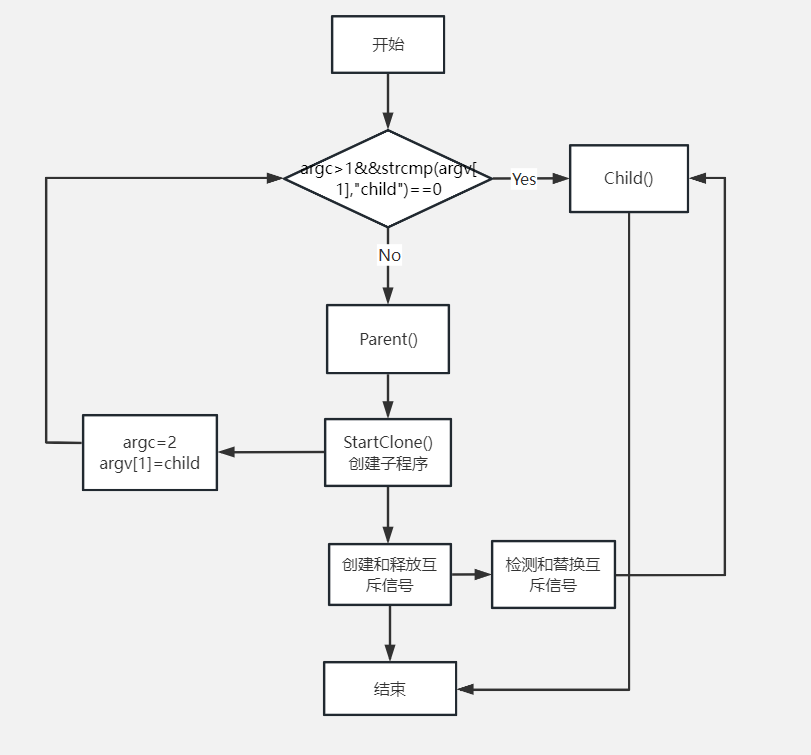 开始
argc>1&&strcmp(argv[
1],"child")==0
Yes
Child()
No
Parent()
StartClone()
创建子程序
argc=2
argv[1]=child
创建和释放互
斥信号
检测和替换互
斥信号
结束